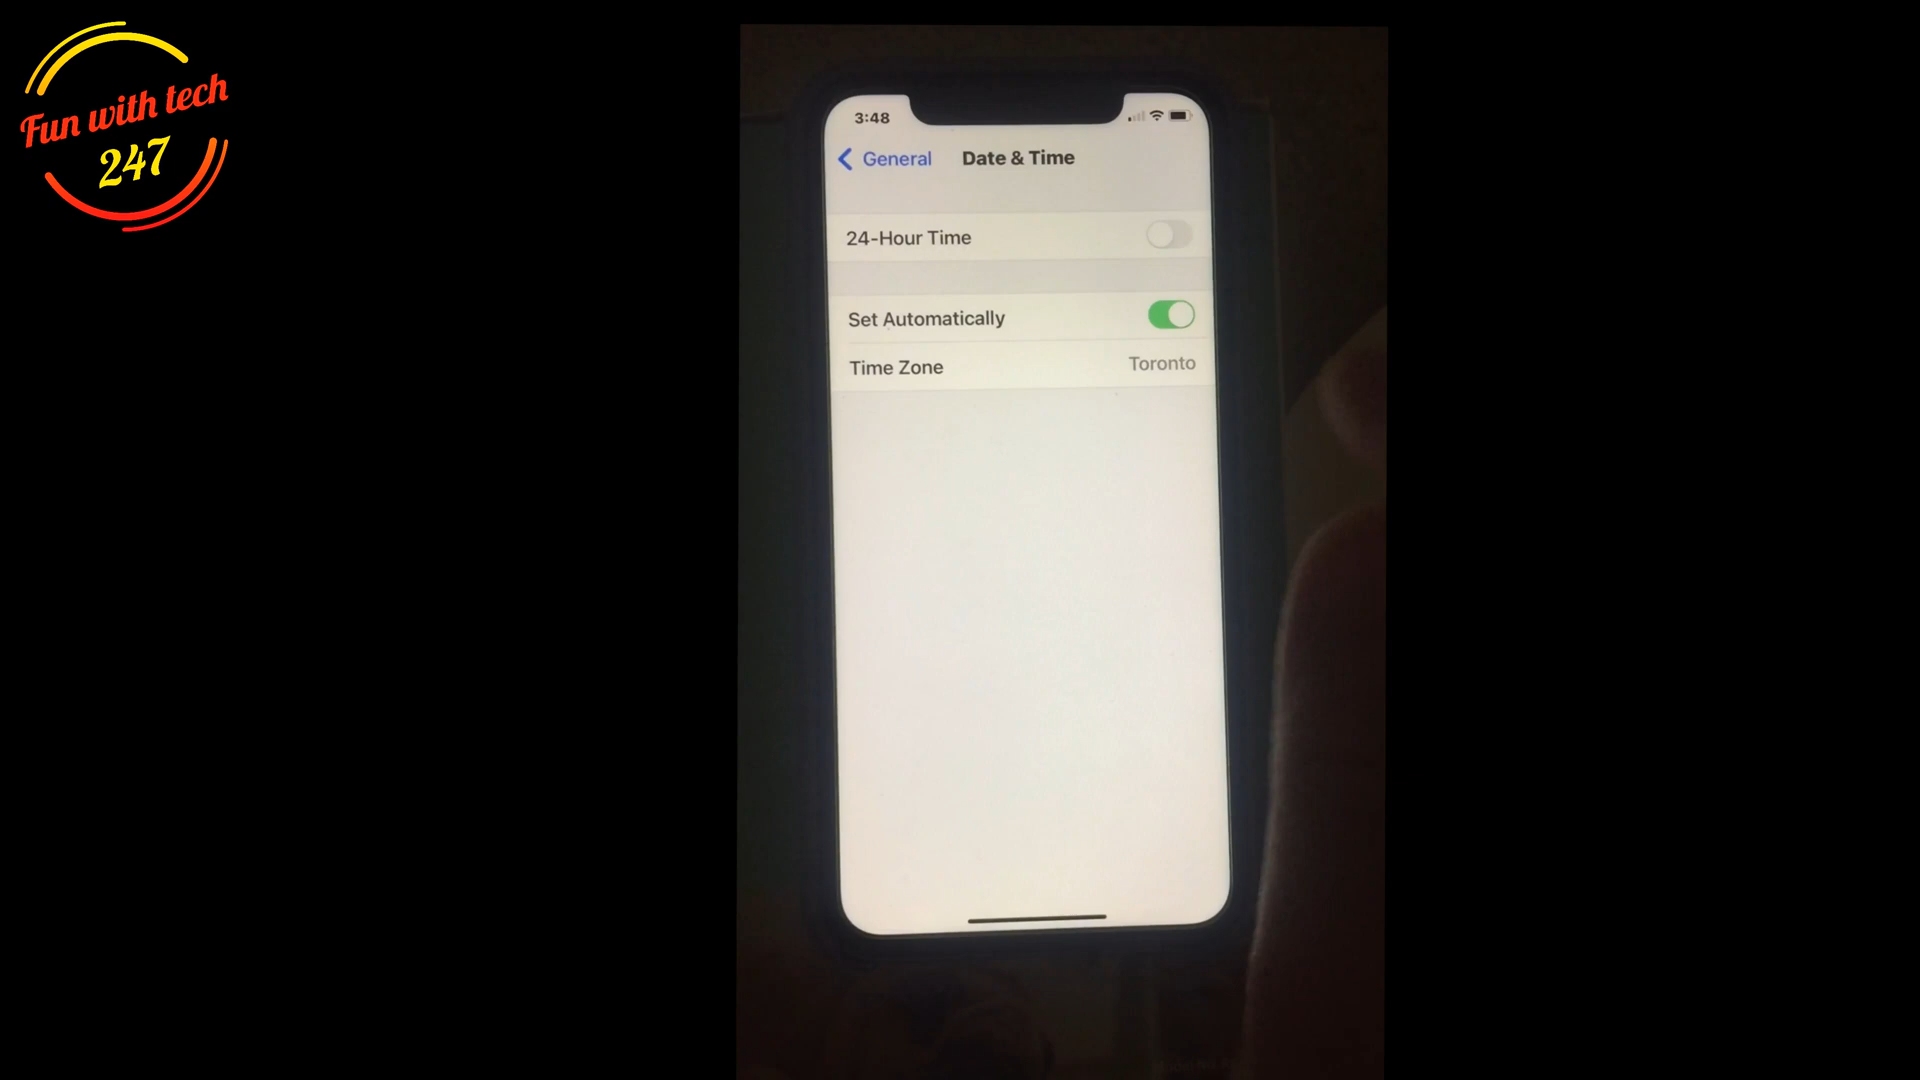 Fun with tech
247
3:48
General
Date & Time
24-Hour Time
Set Automatically
Time Zone
Toronto